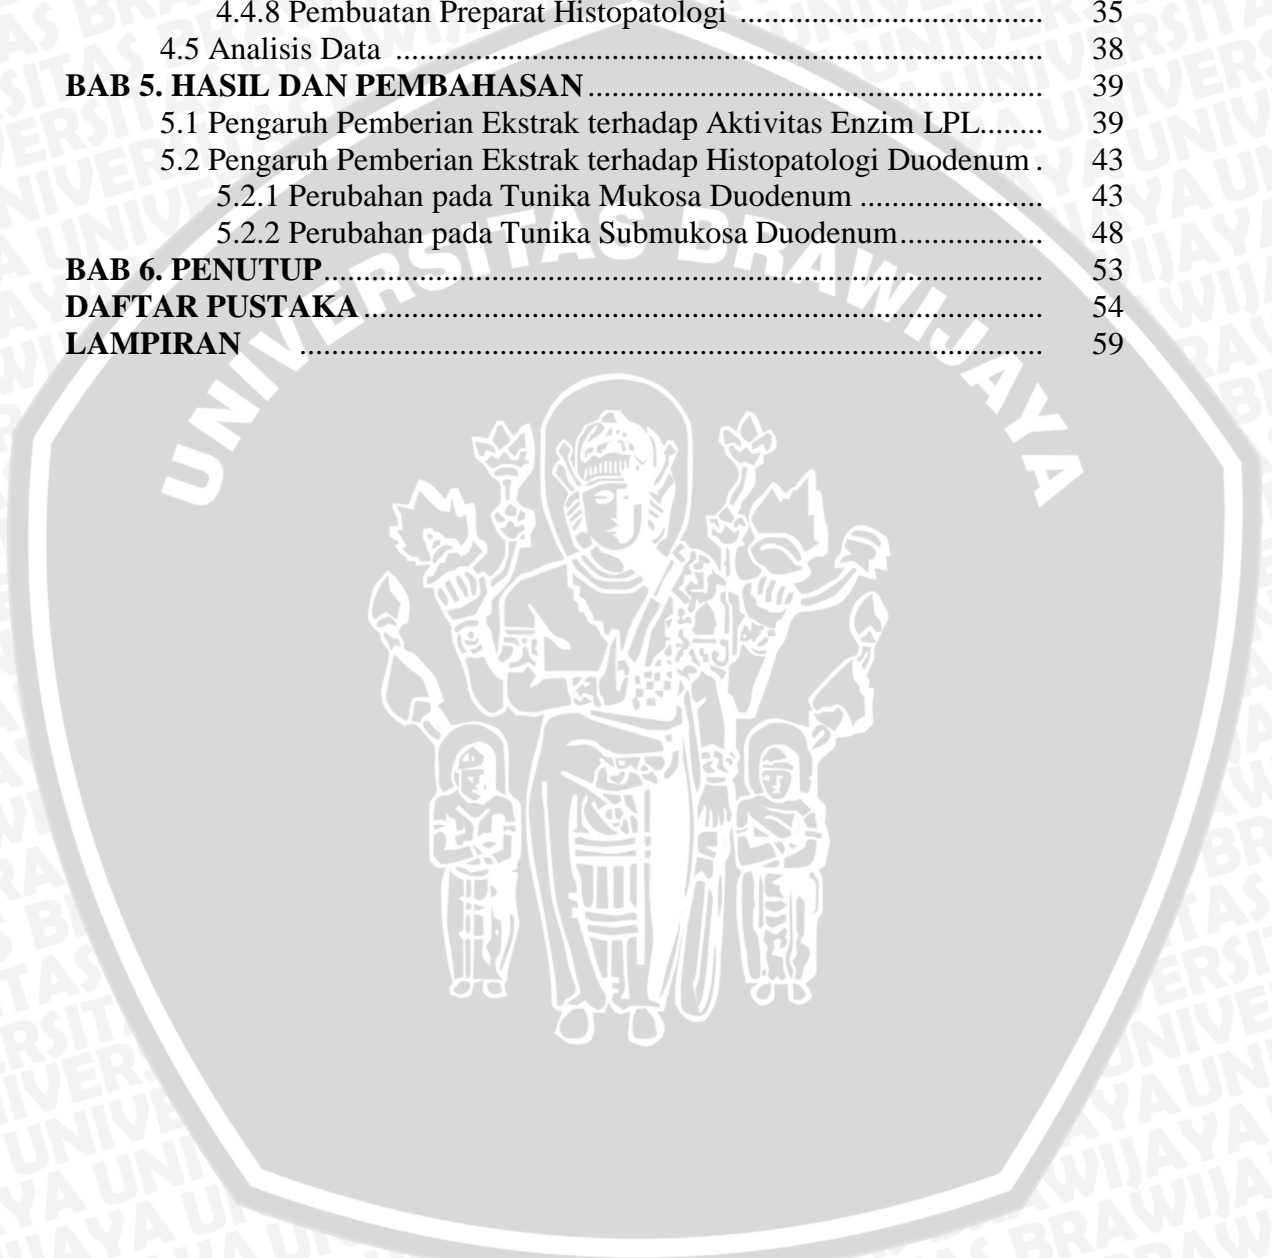 4.4.8 Pembuatan Preparat Histopatologi ...................................... 35
4.5 Analisis Data ................................................................................. 38
BAB 5. HASIL DAN PEMBAHASAN ......................................................... 39
5.1 Pengaruh Pemberian Ekstrak terhadap Aktivitas Enzim LPL........ 39
5.2 Pengaruh Pemberian Ekstrak terhadap Histopatologi Duodenum . 43
5.2.1 Perubahan pada Tunika Mukosa Duodenum ....................... 43
5.2.2 Perubahan pada Tunika Submukosa Duodenum.................. 48
BAB 6. PENUTUP.......................................................................................... 53
DAFTAR PUSTAKA ..................................................................................... 54
LAMPIRAN ............................................................................................. 59
UNIVERSITAS BRAWIJAYA